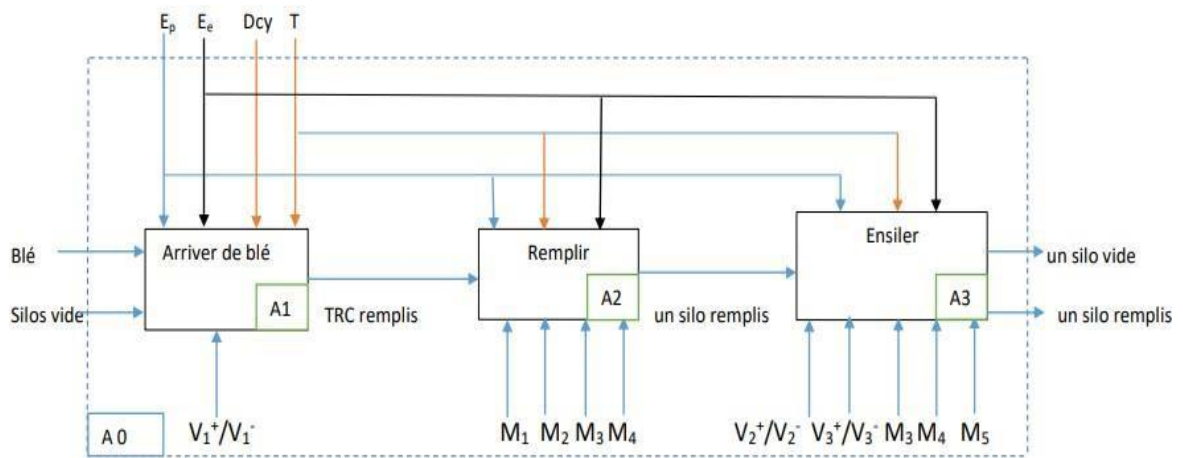 Ep Ee Dcy T
Blé
Silos vide
Arriver de blé
A1
TRC remplis
Remplir
A2
un silo remplis
Ensiler
A3
un silo vide
un silo remplis
A 0
V1+/V1-
M1 M2 M3 M4
V2+/V2- V3+/V3- M3 M4 M5